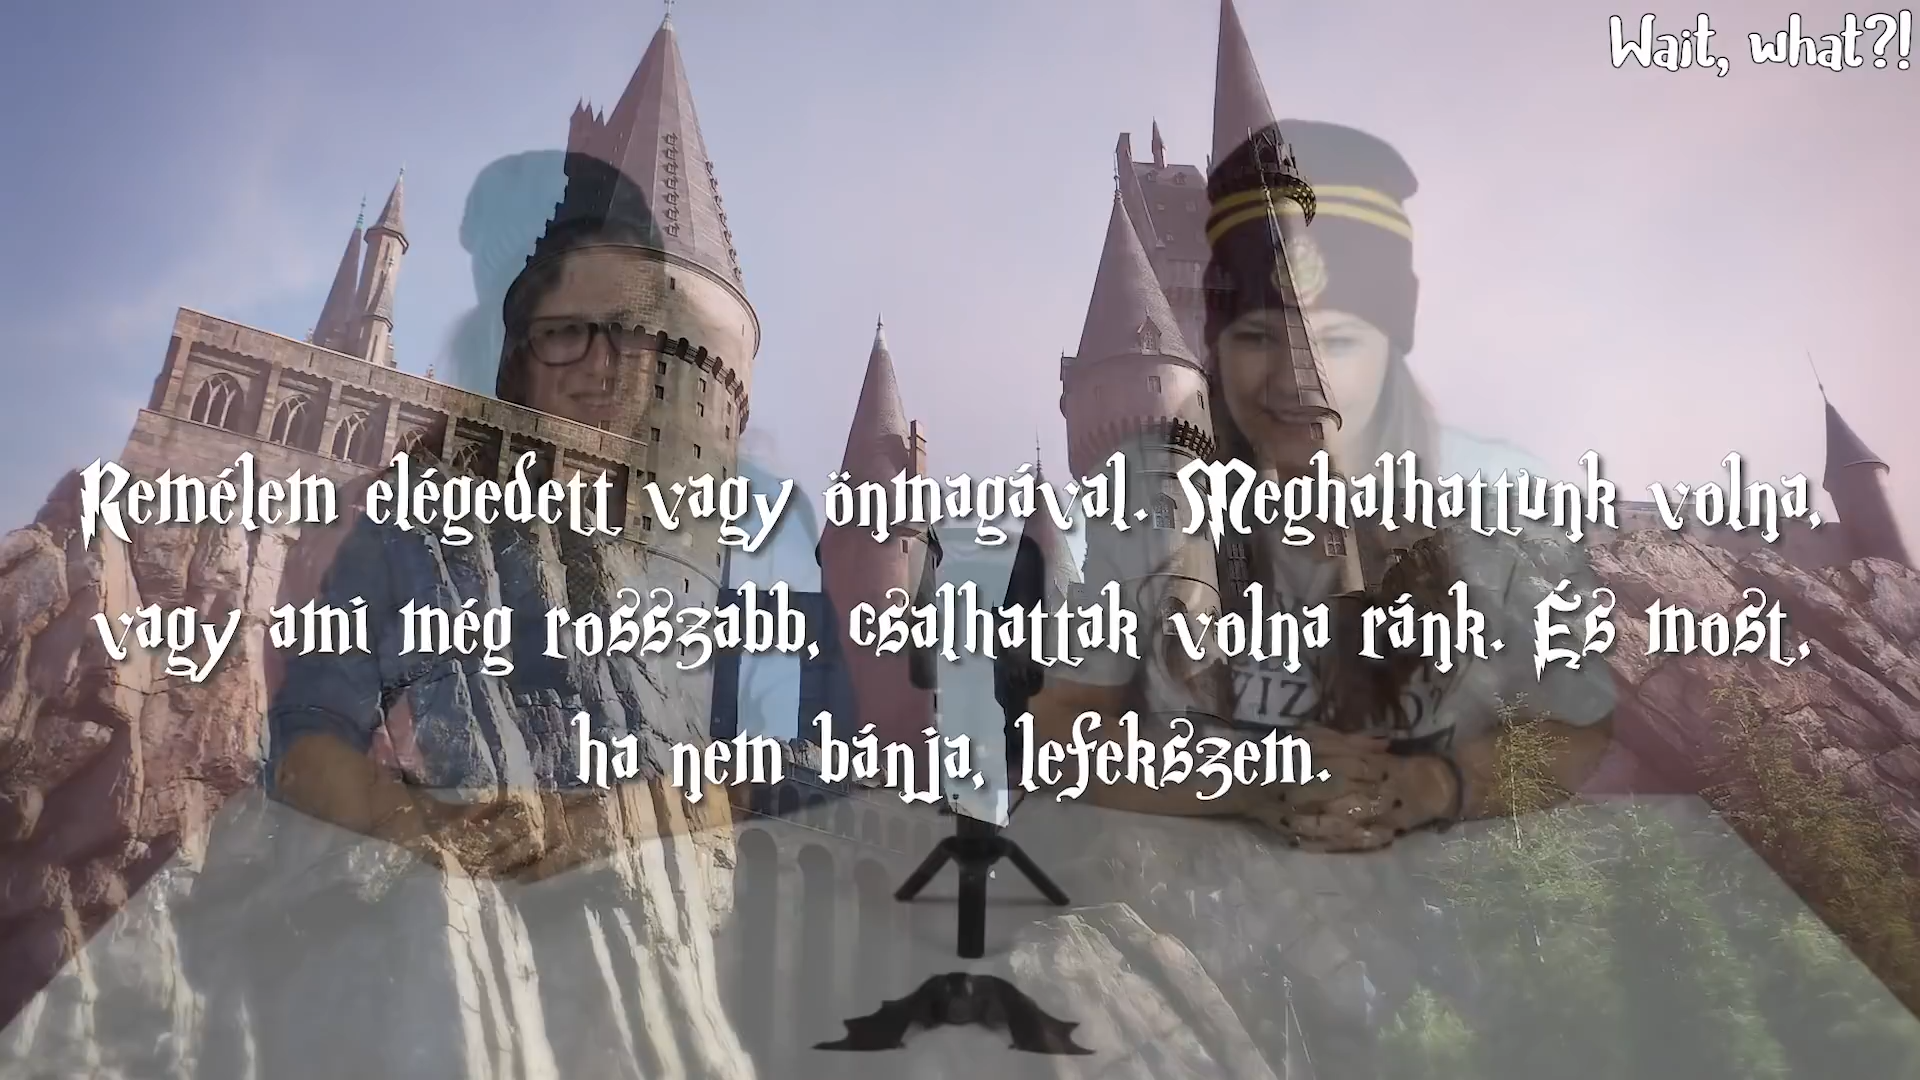 Wait, what?!
Remélem elégedett vagy önmagával. Meghalhattunk volna,
vagy ami még rosszabb, csalhattak volna ránk. És most,
ha nem bánja, lefekszem.